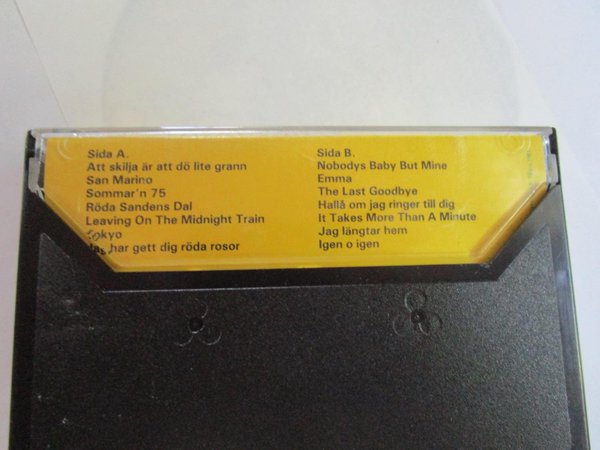 Sida A.
Att skilja är att dö lite grann
San Marino
Sommar'n 75
Röda Sandens Dal
Leaving On The Midnight Train
Tokyo
Jag har gett dig röda rosor
Sida B.
Nobodys Baby But Mine
Emma
The Last Goodbye
Hallå om jag ringer till dig
It Takes More Than A Minute
Jag längtar hem
Igen o igen